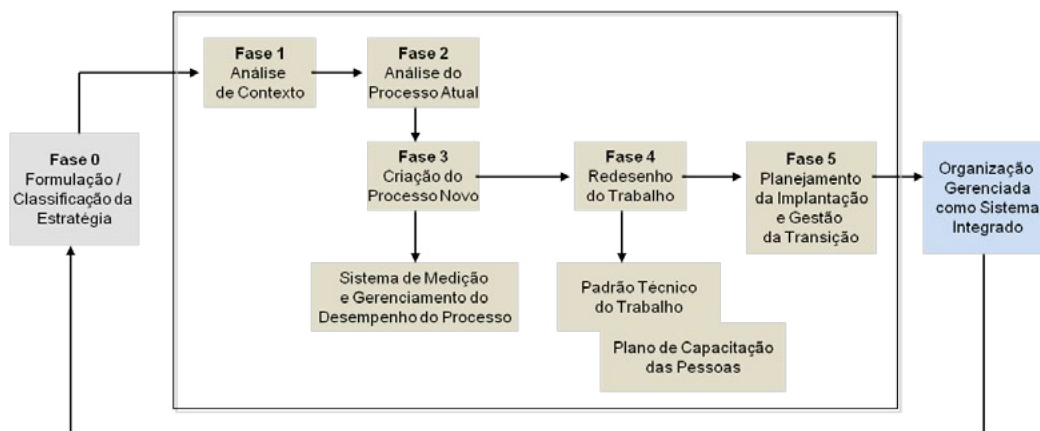 Fase 1
Análise
de Contexto
Fase 2
Análise do
Processo Atual
Fase 0
Formulação /
Classificação da
Estratégia
Fase 3
Criação do
Processo Novo
Fase 4
Redesenho
do Trabalho
Fase 5
Planejamento
da Implantação
e Gestão
da Transição
Organização
Gerenciada
como Sistema
Integrado
Sistema de Medição
e Gerenciamento do
Desempenho do Processo
Padrão Técnico
do Trabalho
Plano de Capacitação
das Pessoas